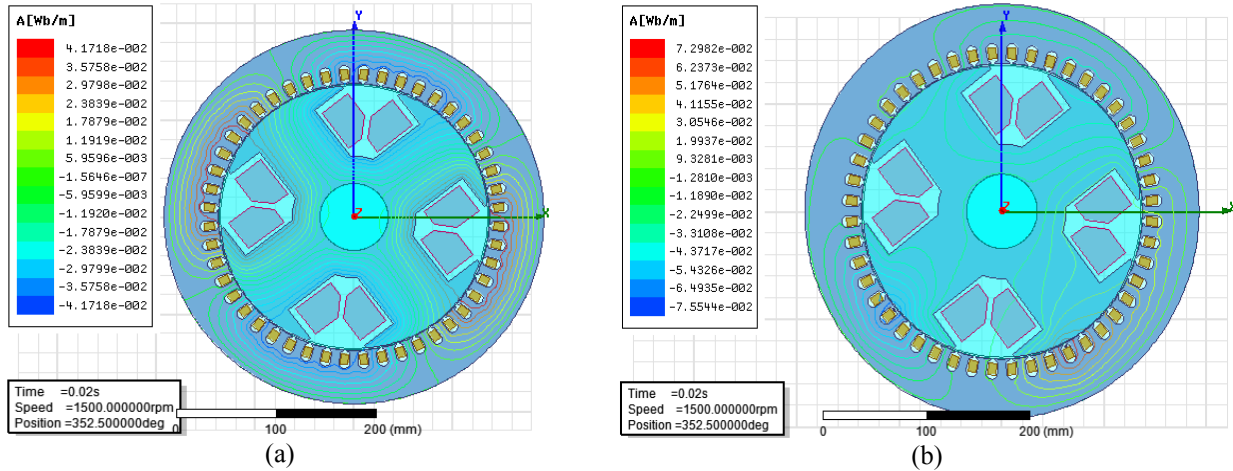 A[Wb/m]
4.1718e-002
3.5758e-002
2.9798e-002
2.3839e-002
1.7879e-002
1.1919e-002
5.9596e-003
-1.5646e-007
-5.9599e-003
-1.1920e-002
-1.7879e-002
-2.3839e-002
-2.9799e-002
-3.5758e-002
-4.1718e-002
Y
X
Z
Time =0.02s
Speed =1500.000000rpm
Position =352.500000deg
0 100 200 (mm)
(a)
A[Wb/m]
7.2982e-002
6.2373e-002
5.1764e-002
4.1155e-002
3.0546e-002
1.9937e-002
9.3281e-003
-1.2810e-003
-1.1890e-002
-2.2499e-002
-3.3108e-002
-4.3717e-002
-5.4326e-002
-6.4935e-002
-7.5544e-002
Y
Z
Time =0.02s
Speed =1500.000000rpm
Position =352.500000deg
0 100 200 (mm)
(b)